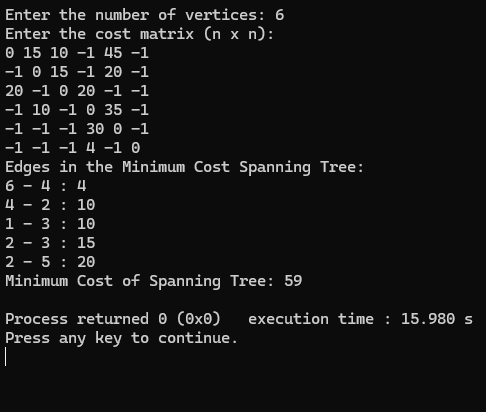 Enter the number of vertices: 6
Enter the cost matrix (n x n):
0 15 10 -1 45 -1
-1 0 15 -1 20 -1
20 -1 0 20 -1 -1
-1 10 -1 0 35 -1
-1 -1 -1 30 0 -1
-1 -1 -1 4 -1 0
Edges in the Minimum Cost Spanning Tree:
6 - 4 : 4
4 - 2 : 10
1 - 3 : 10
2 - 3 : 15
2 - 5 : 20
Minimum Cost of Spanning Tree: 59
Process returned 0 (0x0)   execution time : 15.980 s
Press any key to continue.